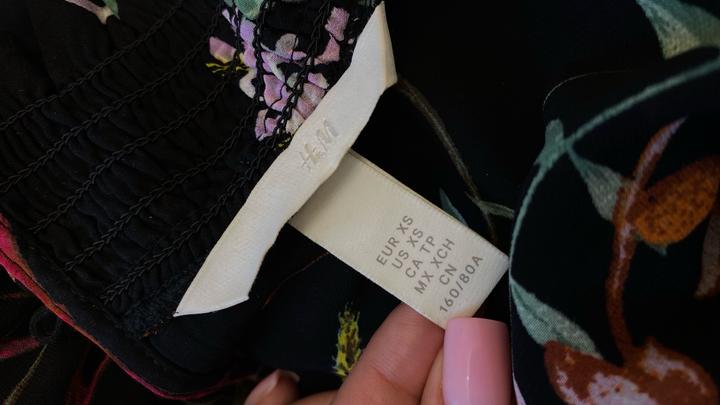 H&M
EUR XS
US XS
CA TP
MX XCH
CN
160/80A